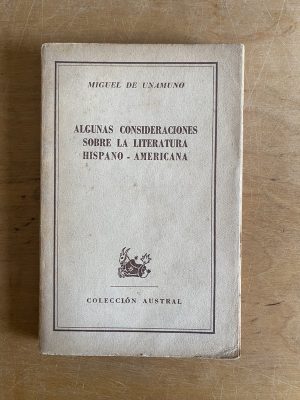 MIGUEL DE UNAMUNO
ALGUNAS CONSIDERACIONES
SOBRE LA LITERATURA
HISPANO - AMERICANA
COLECCIÓN AUSTRAL